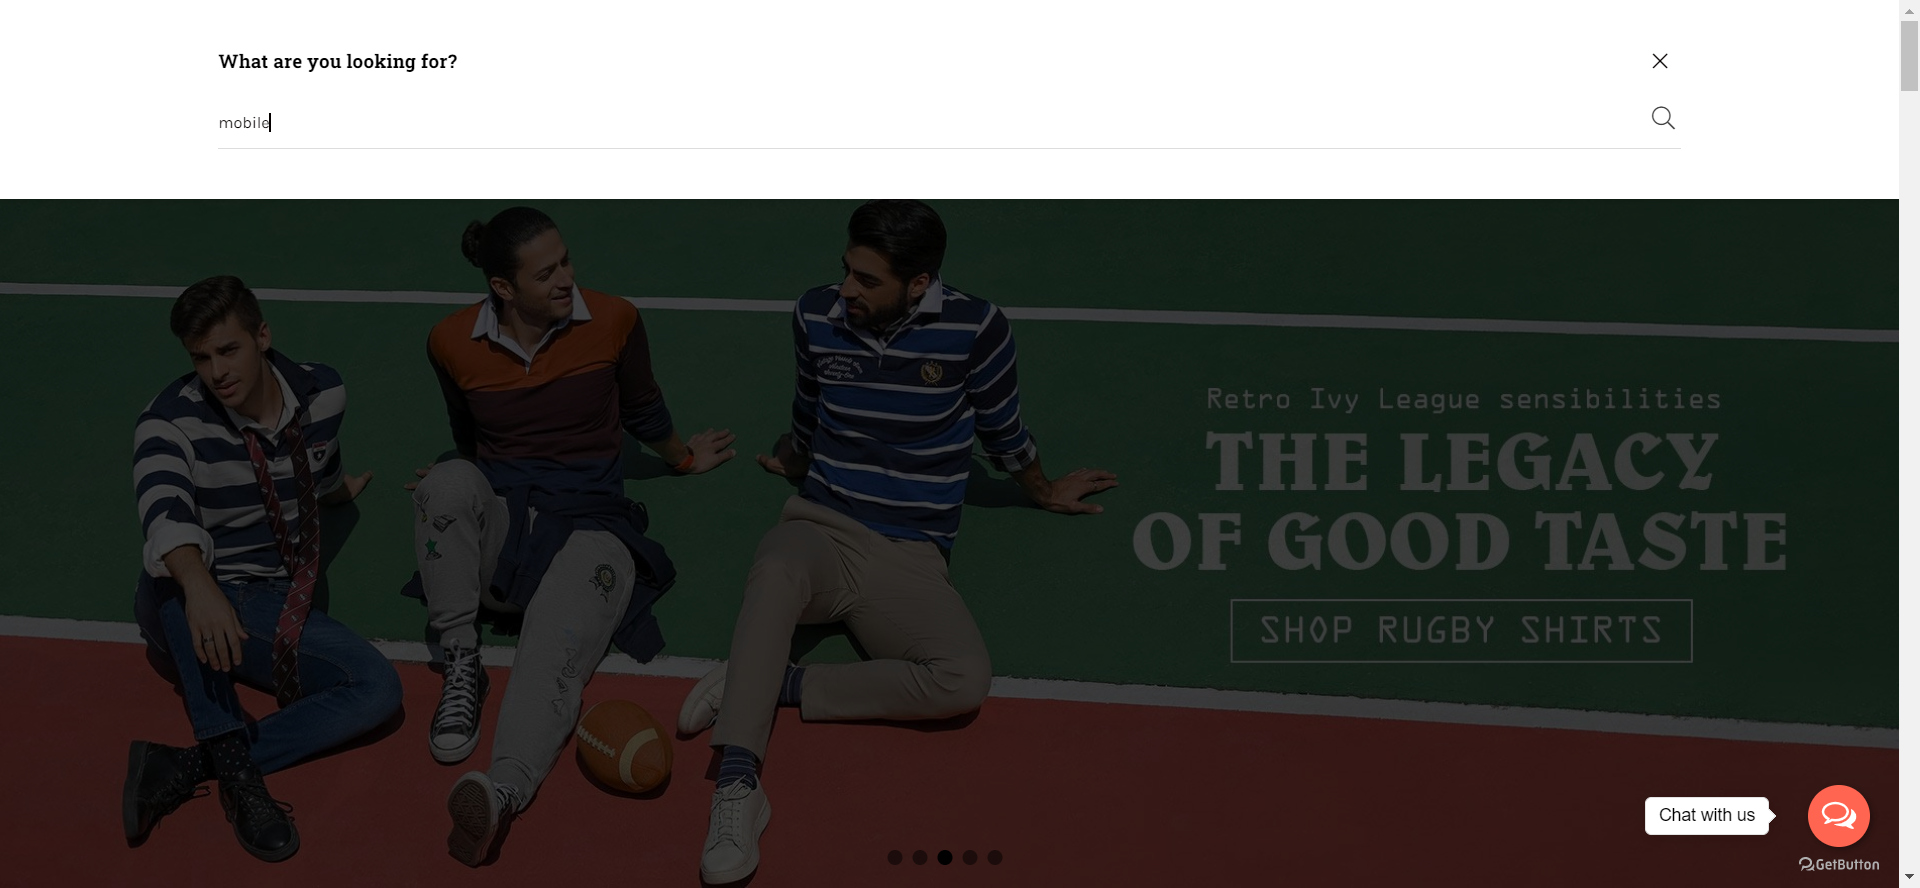 What are you looking for?
mobile
Retro Ivy League sensibilities
THE LEGACY
OF GOOD TASTE
SHOP RUGBY SHIRTS
Chat with us
GetButton